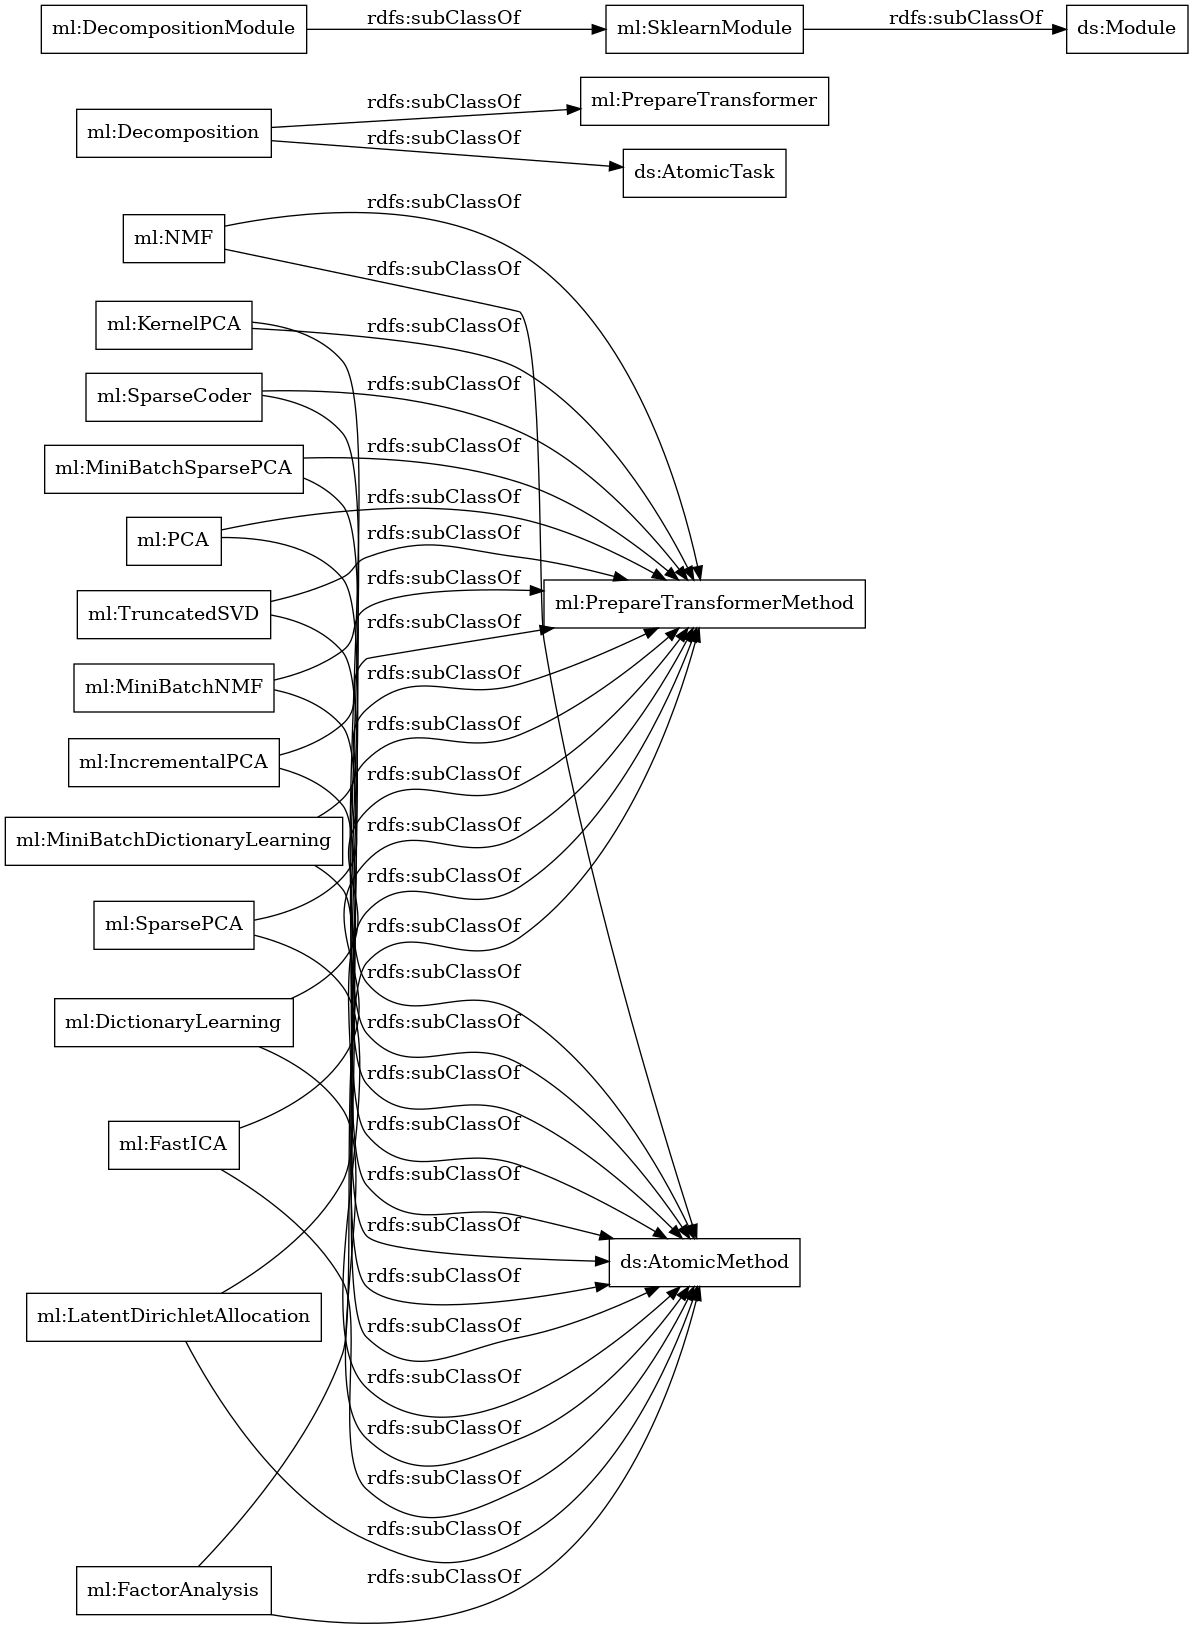 ml:DecompositionModule
rdfs:subClassOf
ml:SklearnModule
rdfs:subClassOf
ds:Module
ml:Decomposition
rdfs:subClassOf
ml:PrepareTransformer
rdfs:subClassOf
ds:AtomicTask
ml:NMF
rdfs:subClassOf
rdfs:subClassOf
ml:KernelPCA
rdfs:subClassOf
ml:SparseCoder
rdfs:subClassOf
ml:MiniBatchSparsePCA
rdfs:subClassOf
ml:PCA
rdfs:subClassOf
rdfs:subClassOf
ml:TruncatedSVD
rdfs:subClassOf
ml:PrepareTransformerMethod
rdfs:subClassOf
ml:MiniBatchNMF
rdfs:subClassOf
rdfs:subClassOf
ml:IncrementalPCA
rdfs:subClassOf
rdfs:subClassOf
ml:MiniBatchDictionaryLearning
rdfs:subClassOf
ml:SparsePCA
rdfs:subClassOf
rdfs:subClassOf
ml:DictionaryLearning
rdfs:subClassOf
rdfs:subClassOf
ml:FastICA
rdfs:subClassOf
rdfs:subClassOf
rdfs:subClassOf
ds:AtomicMethod
rdfs:subClassOf
ml:LatentDirichletAllocation
rdfs:subClassOf
rdfs:subClassOf
rdfs:subClassOf
rdfs:subClassOf
rdfs:subClassOf
ml:FactorAnalysis
rdfs:subClassOf